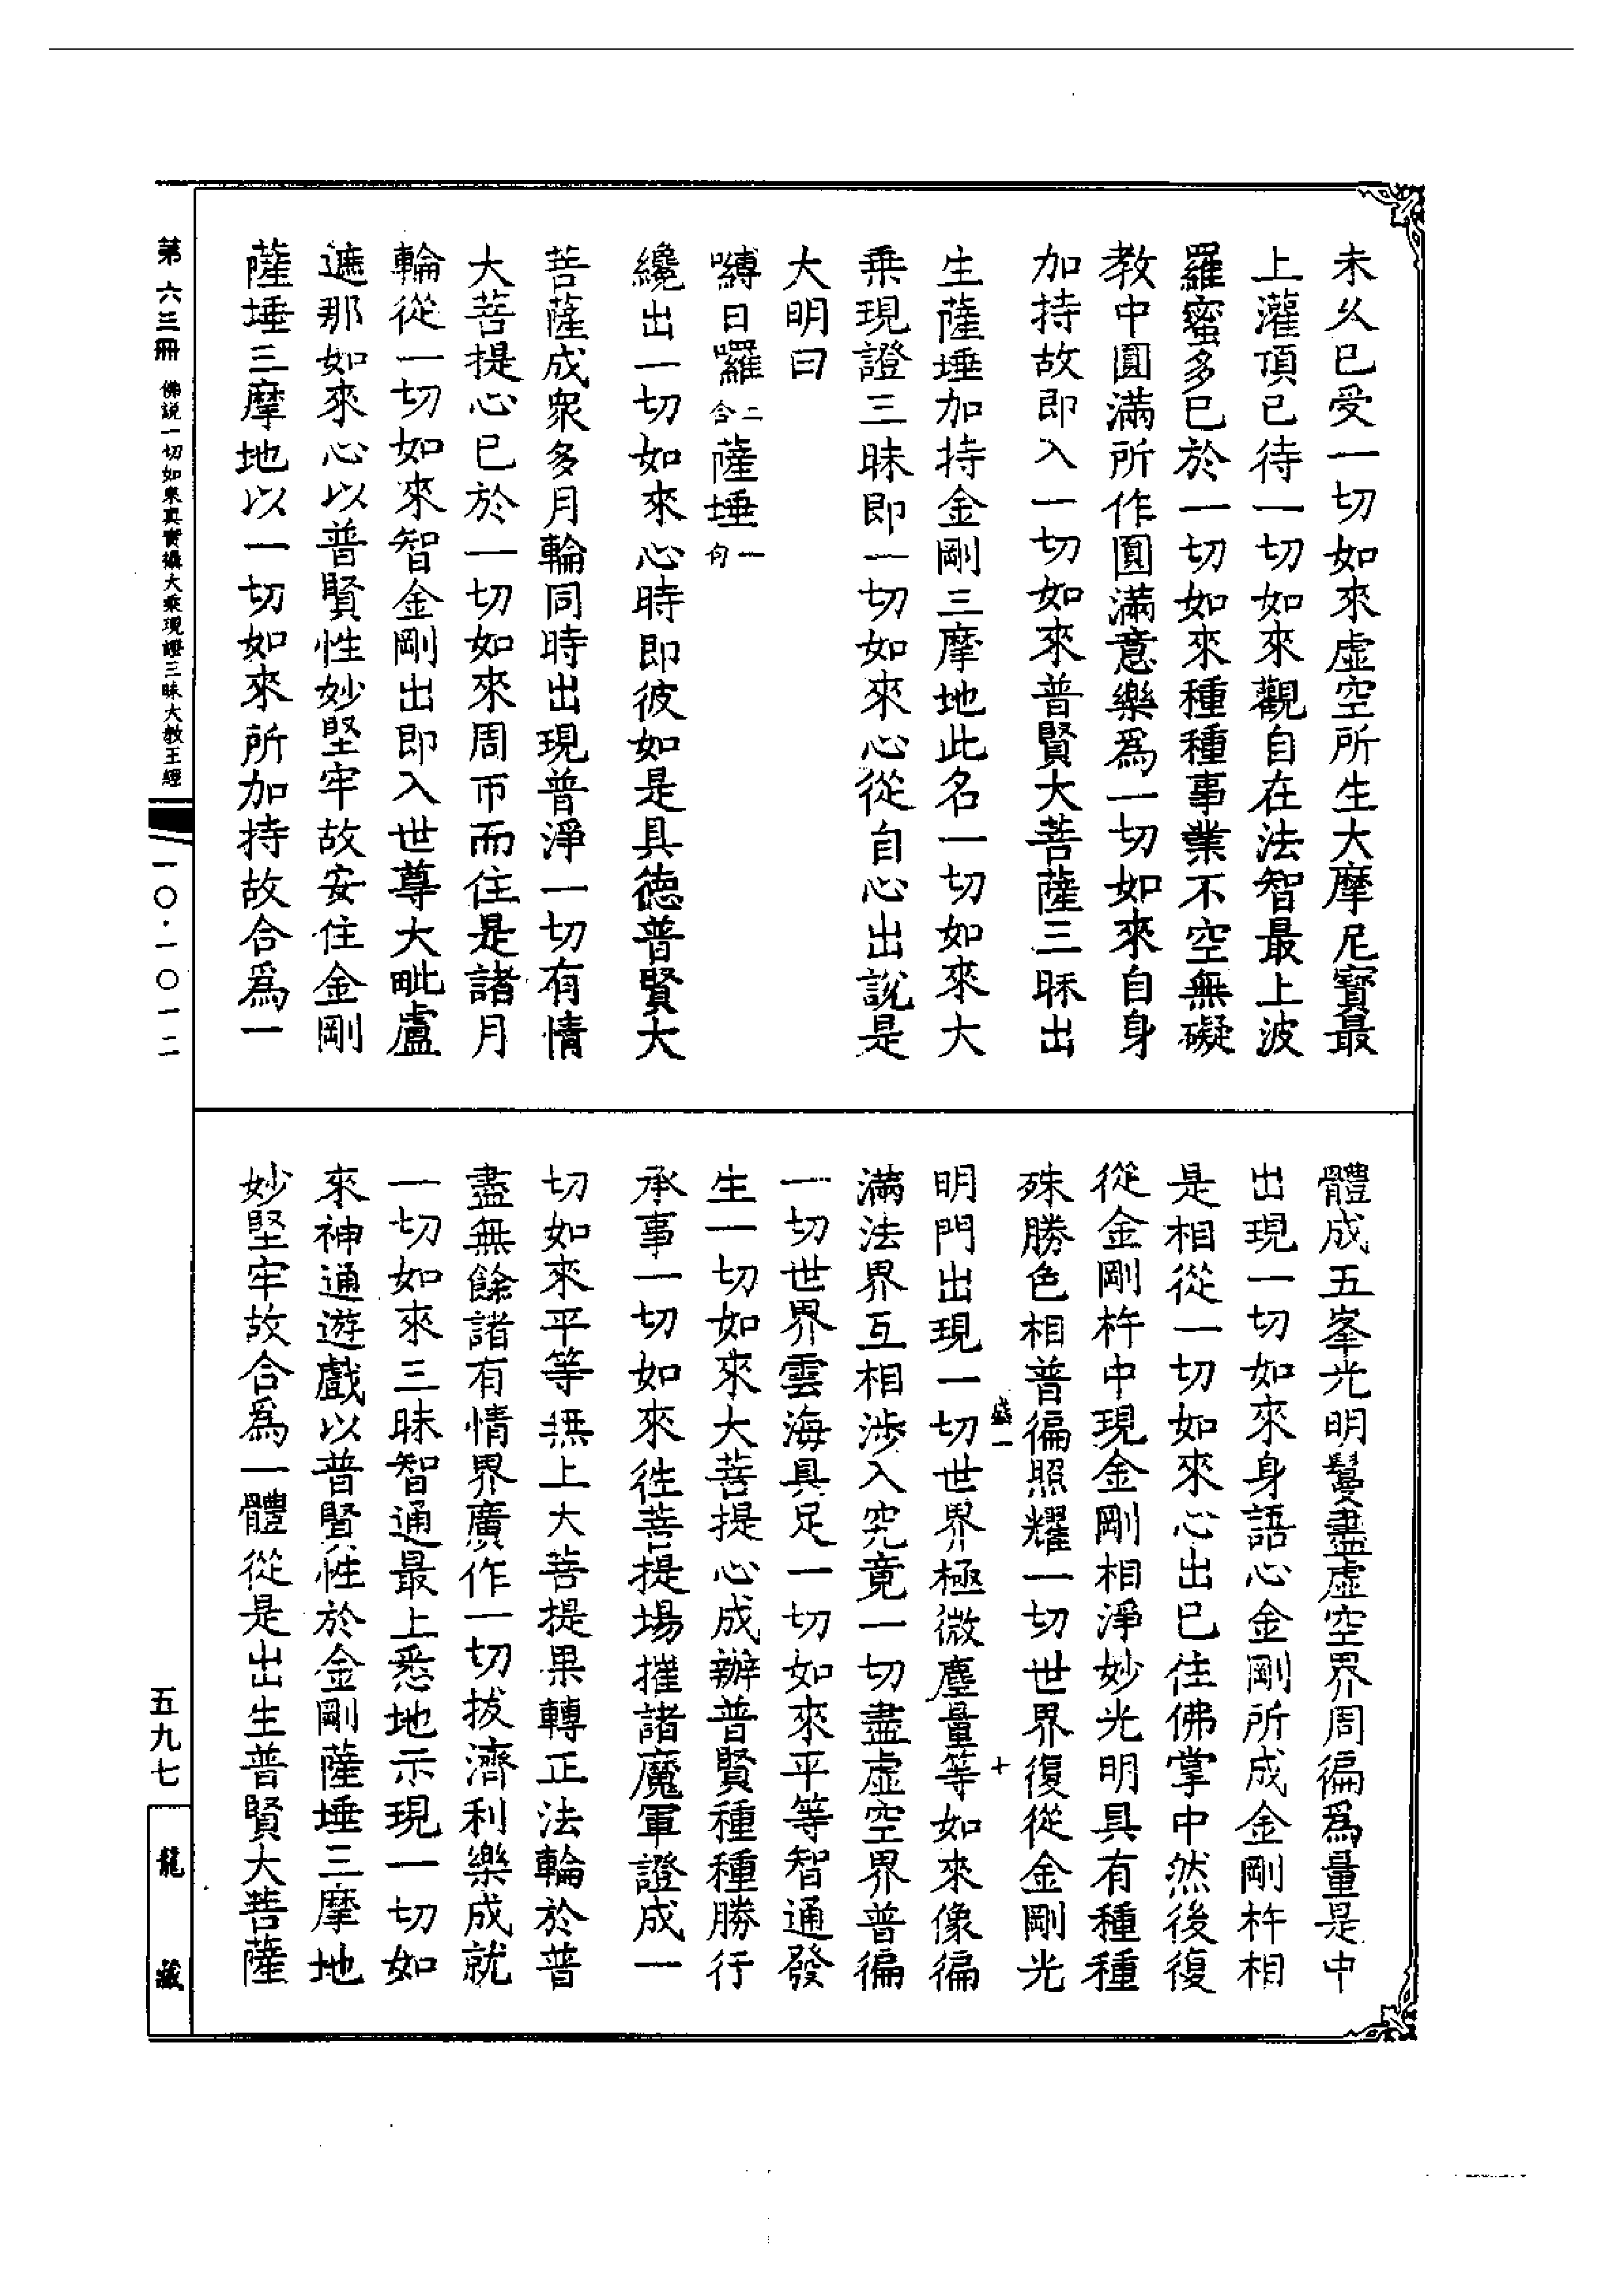 未久已受一切如來虛空所生大摩尼寶最
上灌頂已待一切如來觀自在法智最上波
羅蜜多已於一切如來種種事業不空無礙
教中圓滿所作圓滿意樂爲一切如來自身
加持故即入一切如來普賢大菩薩三昧出
生薩埵加持金剛三摩地此名一切如來大
乗現證三昧即一切如來心從自心出說是
大明曰
嚩日囉二合薩埵一句
纔出一切如來心時即彼如是具德普賢大
菩薩成衆多月輪同時出現普淨一切有情
大菩提心已於一切如來周帀而住是諸月
輪從一切如來智金剛出即入世尊大毗盧
遮那如來心以普賢性妙堅牢故安住金剛
薩埵三摩地以一切如來所加持故合爲一
體成五峯光明鬘盡虛空界周徧爲量是中
出現一切如來身語心金剛所成金剛杵相
是相從一切如來心出已住佛掌中然後復
從金剛杵中現金剛相淨妙光明具有種種
殊勝色相普徧照耀一切世界復從金剛光
盛一 十
明門出現一切世界極微塵量等如來像徧
滿法界互相涉入究竟一切盡虛空界普徧
一切世界雲海具足一切如來平等智通發
生一切如來大菩提心成辦普賢種種勝行
承事一切如來徃菩提場摧諸魔軍證成一
切如來平等無上大菩提果轉正法輪於普
盡無餘諸有情界廣作一切拔濟利樂成就
一切如來三昧智通最上悉地示現一切如
來神通遊戲以普賢性於金剛薩埵三摩地
妙堅牢故合爲一體從是出生普賢大菩薩
第六三冊 佛説一切如來真實攝大乗現證三昧大教王經
一〇·一〇一二
五九七
龍藏